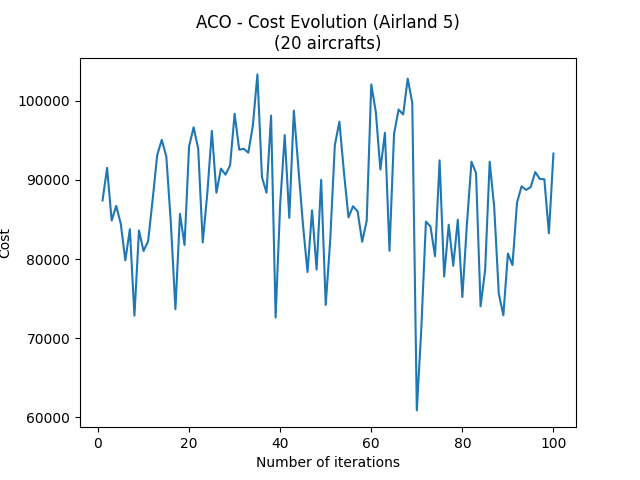 ACO - Cost Evolution (Airland 5)
(20 aircrafts)
100000
90000
80000
70000
60000
Cost
0 20 40 60 80 100
Number of iterations